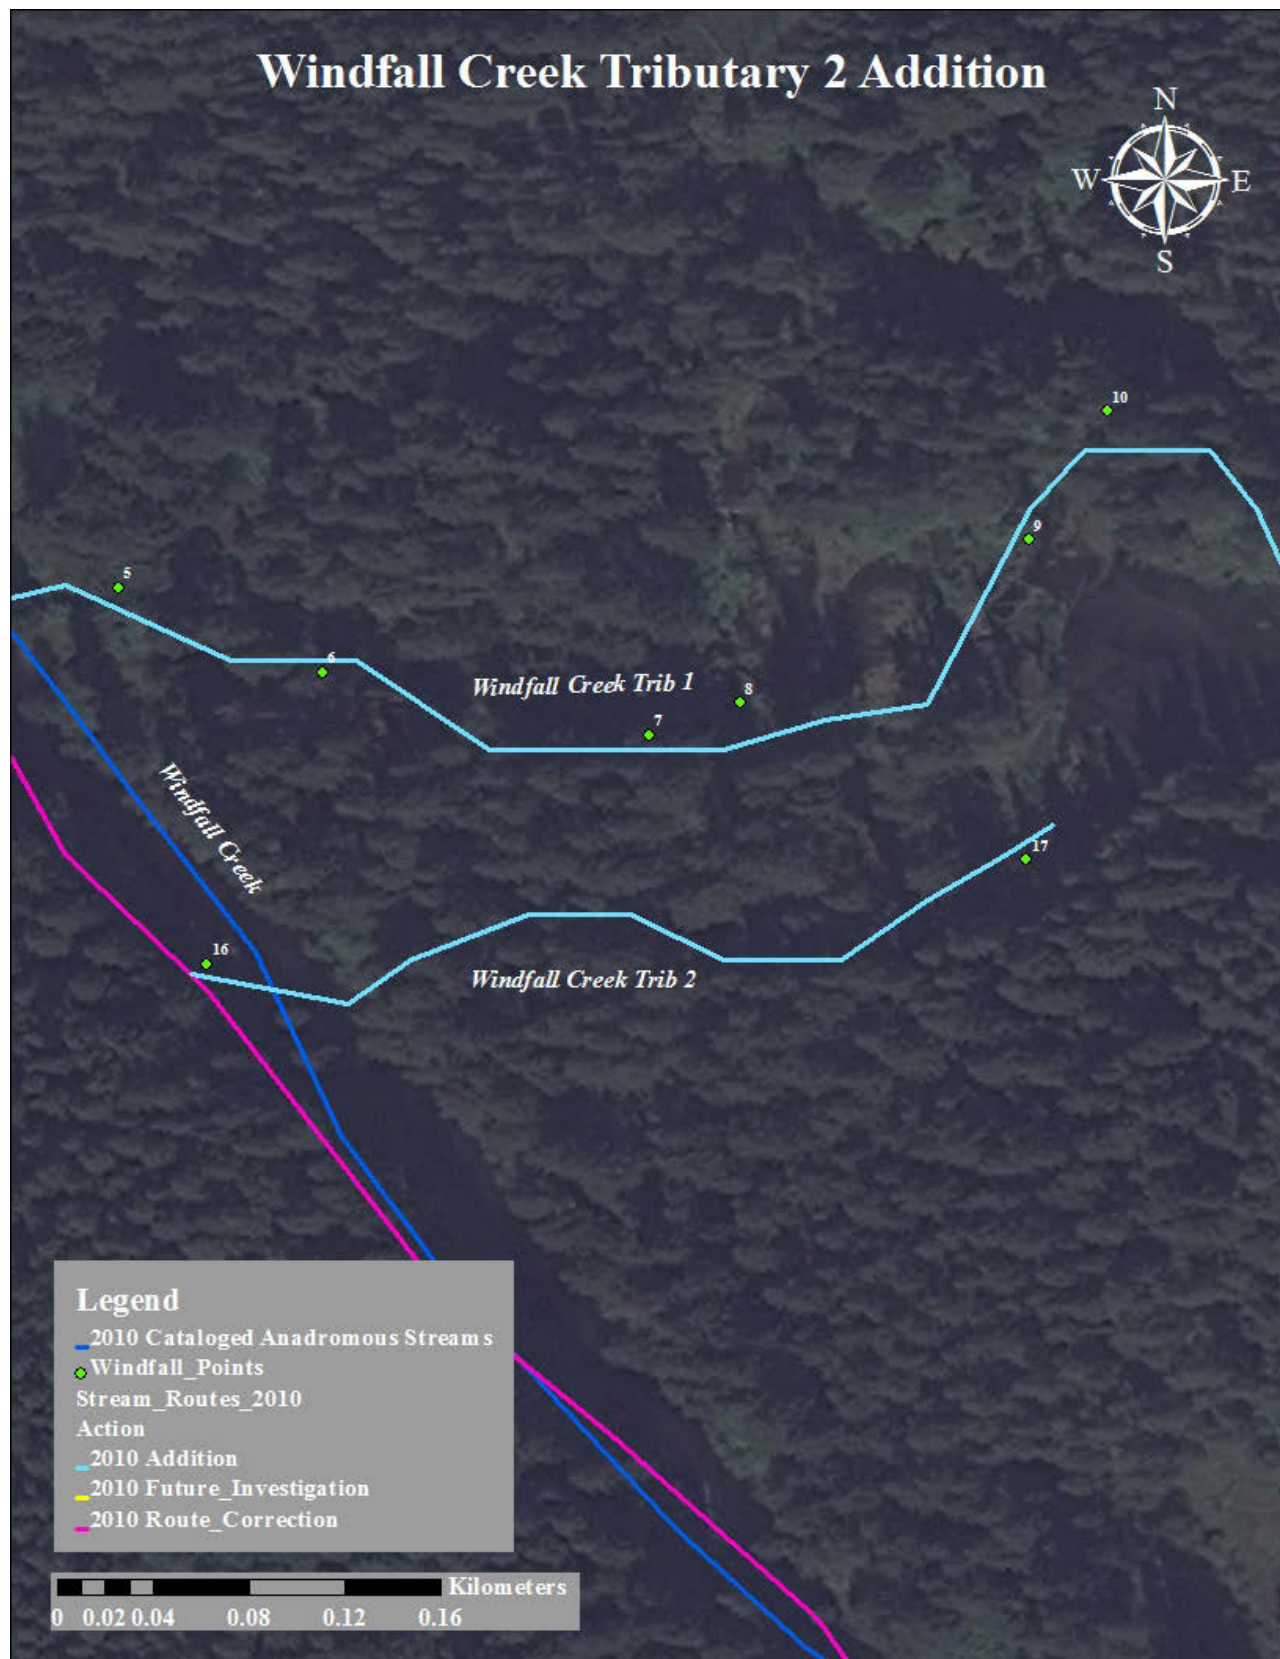 Windfall Creek Tributary 2 Addition
N
W E
S
10
9
5
6
Windfall Creek Trib 1
8
7
Windfall Creek
17
16
Windfall Creek Trib 2
Legend
2010 Cataloged Anadromous Streams
Windfall_Points
Stream_Routes_2010
Action
2010 Addition
2010 Future_Investigation
2010 Route_Correction
Kilometers
0 0.02 0.04 0.08 0.12 0.16